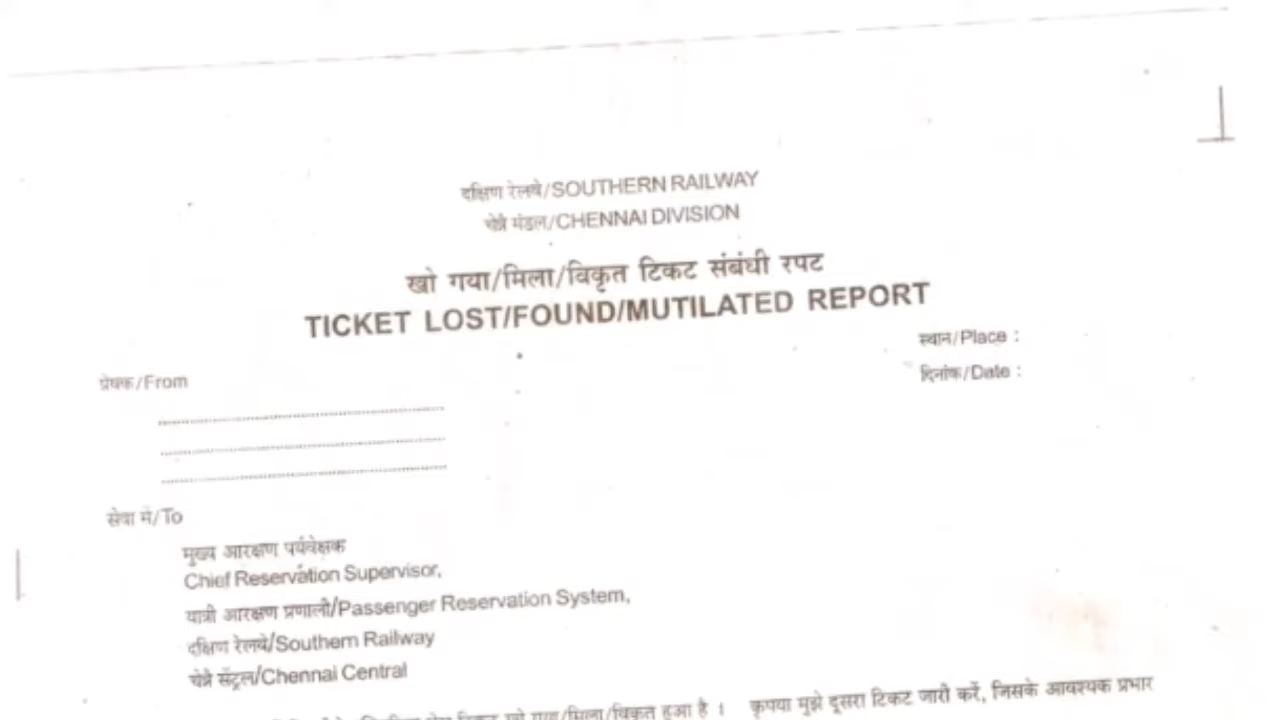 दक्षिण रेलवे/SOUTHERN RAILWAY
चेन्नै मंडल/CHENNAI DIVISION
खो गया/मिला/विकृत टिकट संबंधी रपट
TICKET LOST/FOUND/MUTILATED REPORT
स्थान/Place :
प्रेषक/From
दिनांक/Date :
सेवा में/To
मुख्य आरक्षण पर्यवेक्षक
Chief Reservation Supervisor,
यात्री आरक्षण प्रणाली/Passenger Reservation System,
दक्षिण रेलवे/Southern Railway
चेन्नै सेंट्रल/Chennai Central
टिकट खो गया/मिला/विकृत हुआ है । कृपया मुझे दूसरा टिकट जारी करें, जिसके आवश्यक प्रभार